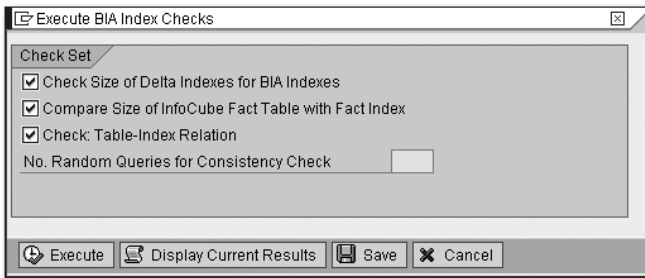 Execute BIA Index Checks
Check Set
Check Size of Delta Indexes for BIA Indexes
Compare Size of InfoCube Fact Table with Fact Index
Check: Table-Index Relation
No. Random Queries for Consistency Check
Execute Display Current Results Save Cancel